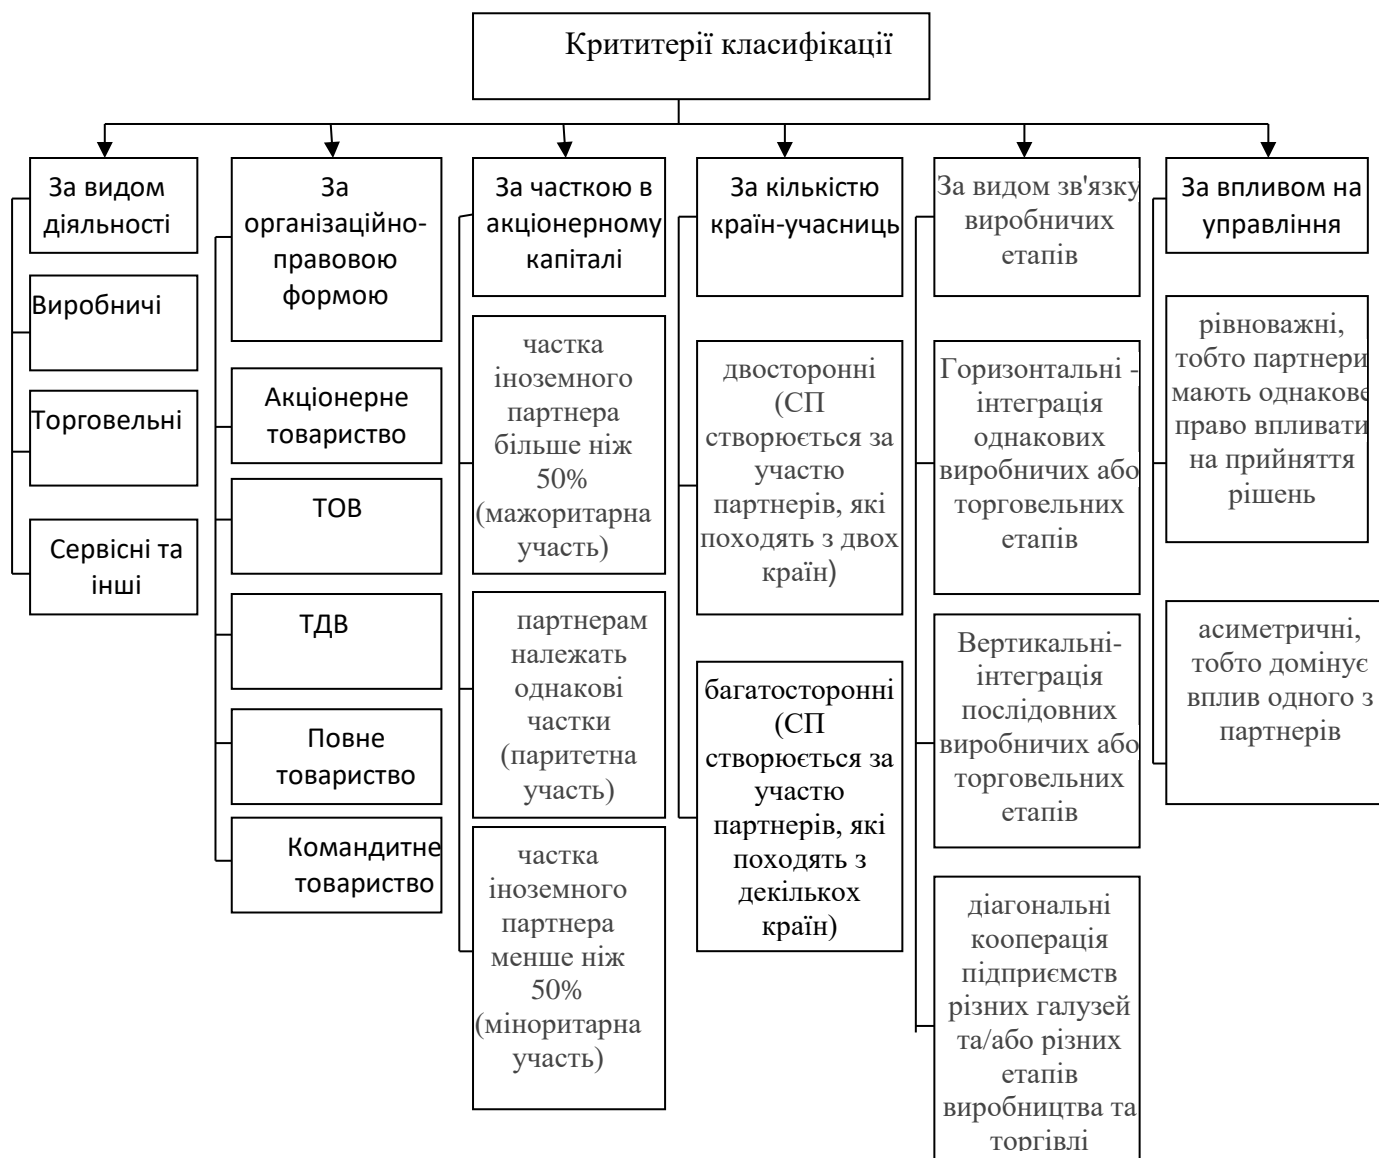 Крититерії класифікації
За видом
діяльності
Виробничі
Торговельні
Сервісні та
інші
За
організаційно-
правовою
формою
Акціонерне
товариство
ТОВ
ТДВ
Повне
товариство
Командитне
товариство
За часткою в
акціонерному
капіталі
частка
іноземного
партнера
більше ніж
50%
(мажоритарна
участь)
партнерам
належать
однакові
частки
(паритетна
участь)
частка
іноземного
партнера
менше ніж
50%
(міноритарна
участь)
За кількістю
країн-учасниць
двосторонні
(СП
створюється за
участю
партнерів, які
походять з двох
країн)
багатосторонні
(СП
створюється за
участю
партнерів, які
походять з
декількох
країн)
За видом зв'язку
виробничих
етапів
Горизонтальні -
інтеграція
однакових
виробничих або
торговельних
етапів
Вертикальні-
інтеграція
послідовних
виробничих або
торговельних
етапів
діагональні
кооперація
підприємств
різних галузей
та/або різних
етапів
виробництва та
торгівлі
За впливом на
управління
рівноважні,
тобто партнери
мають однакове
право впливати
на прийняття
рішень
асиметричні,
тобто домінує
вплив одного з
партнерів